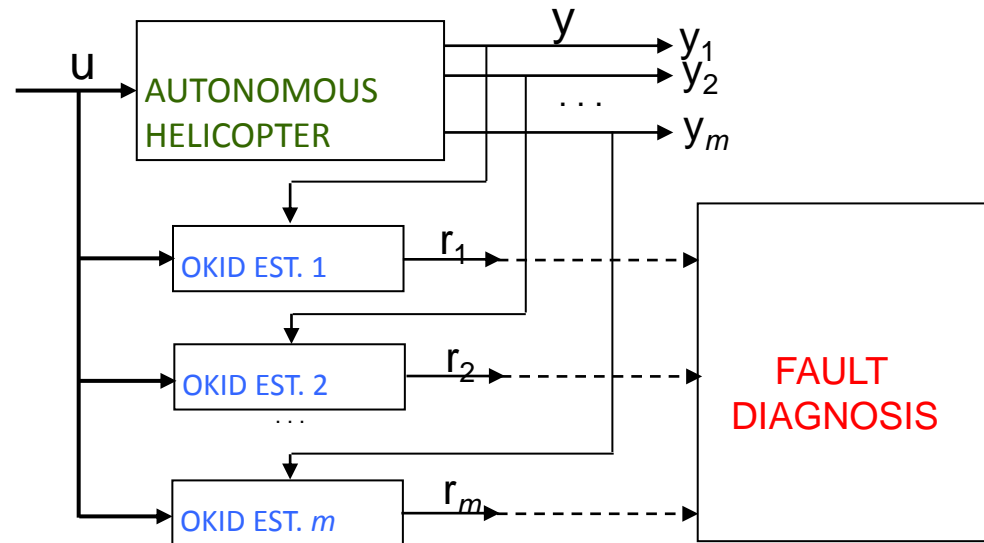 y
y₁
u
y₂
AUTONOMOUS
HELICOPTER
. . .
yₘ
r₁
OKID EST. 1
r₂
OKID EST. 2
. . .
FAULT
DIAGNOSIS
rₘ
OKID EST. m